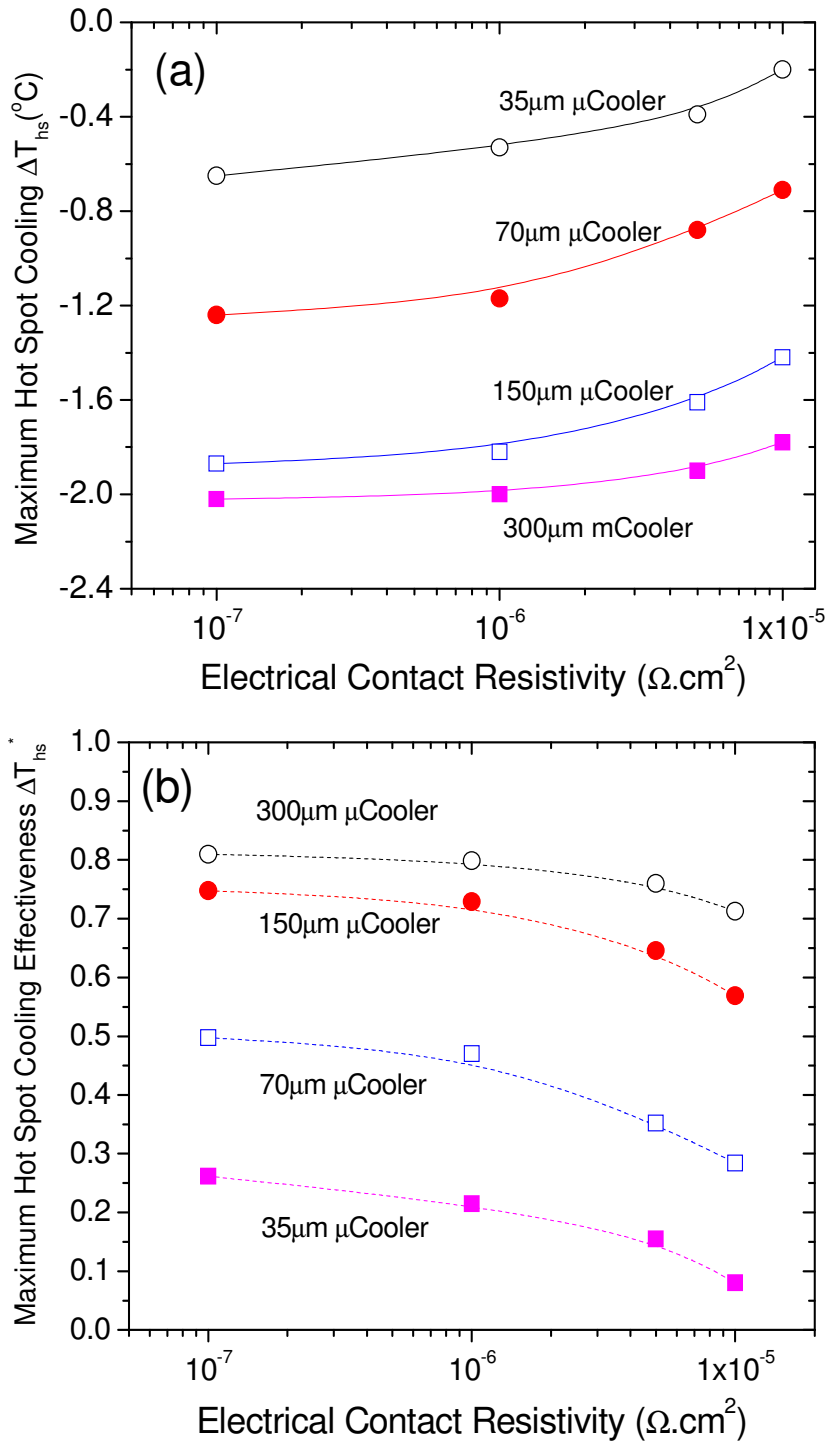 (a)
0.0
-0.4
-0.8
-1.2
-1.6
-2.0
-2.4
Maximum Hot Spot Cooling ΔT_hs(°C)
35μm μCooler
70μm μCooler
150μm μCooler
300μm mCooler
10^-7
10^-6
1x10^-5
Electrical Contact Resistivity (Ω.cm^2)
(b)
1.0
0.9
0.8
0.7
0.6
0.5
0.4
0.3
0.2
0.1
0.0
Maximum Hot Spot Cooling Effectiveness ΔT_hs^*
300μm μCooler
150μm μCooler
70μm μCooler
35μm μCooler
10^-7
10^-6
1x10^-5
Electrical Contact Resistivity (Ω.cm^2)